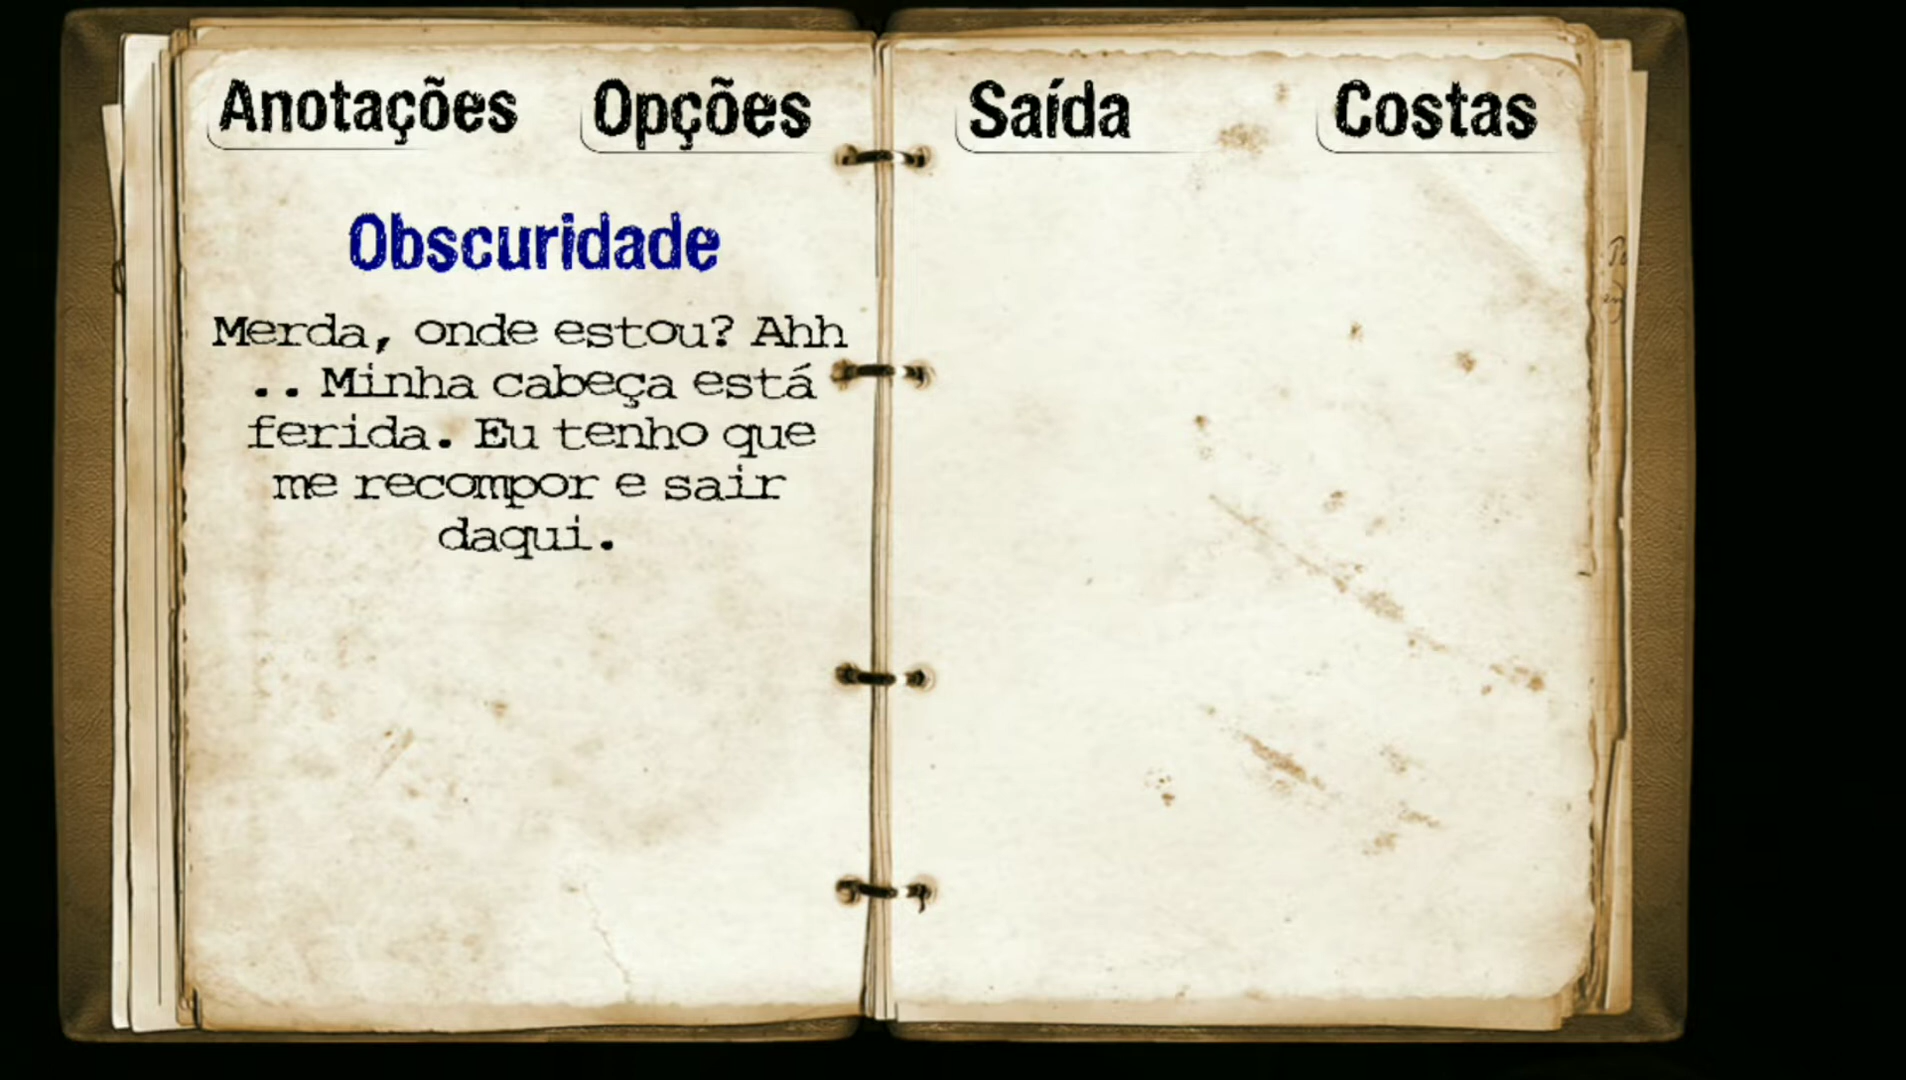 Anotações Opções Saída Costas
Obscuridade
Merda, onde estou? Ahh
.. Minha cabeça está
ferida. Eu tenho que
me recompor e sair
daqui.